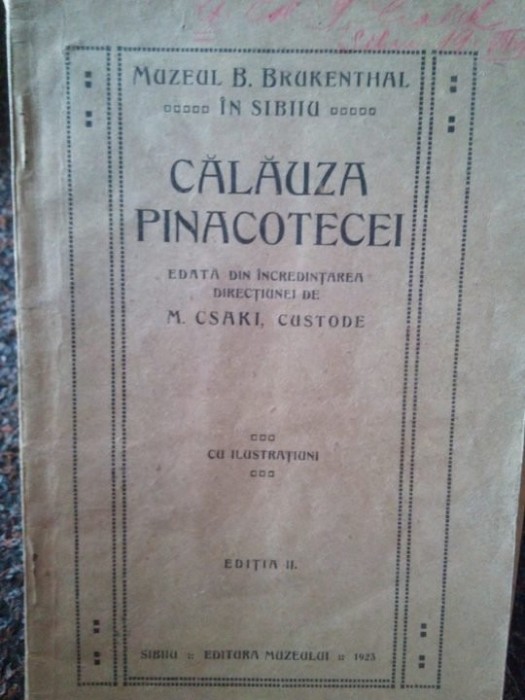 MUZEUL B. BRUKENTHAL
ÎN SIBIIU
CĂLĂUZA
PINACOTECEI
EDATĂ DIN ÎNCREDINȚAREA
DIRECȚIUNEI DE
M. CSAKI, CUSTODE
CU ILUSTRAȚIUNI
EDIȚIA II.
SIBIIU :: EDITURA MUZEULUI :: 1925